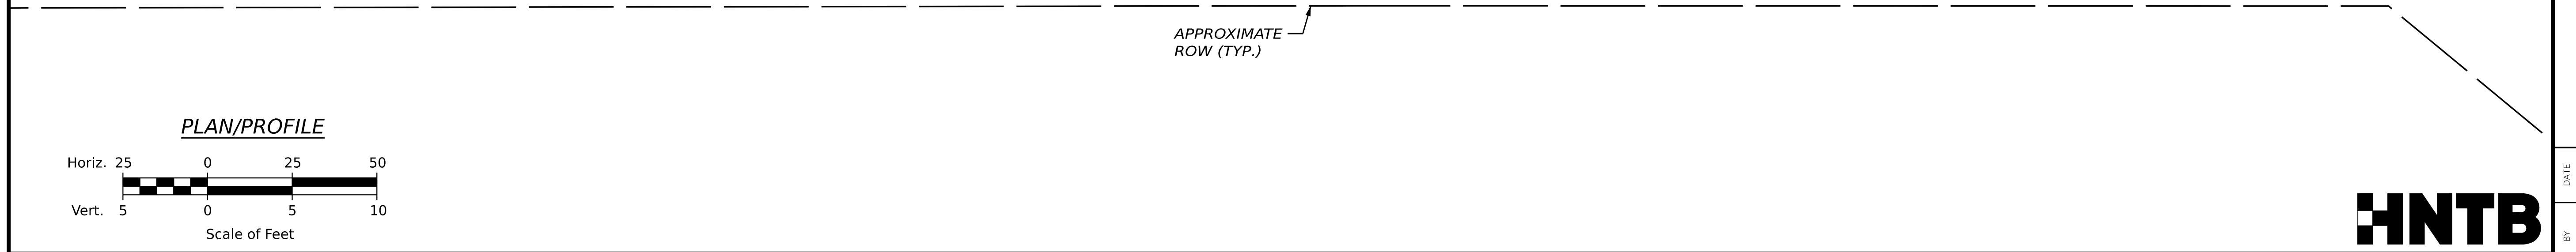 APPROXIMATE
ROW (TYP.)
PLAN/PROFILE
Horiz. 25 0 25 50
Vert. 5 0 5 10
Scale of Feet
HNTB
DATE
BY